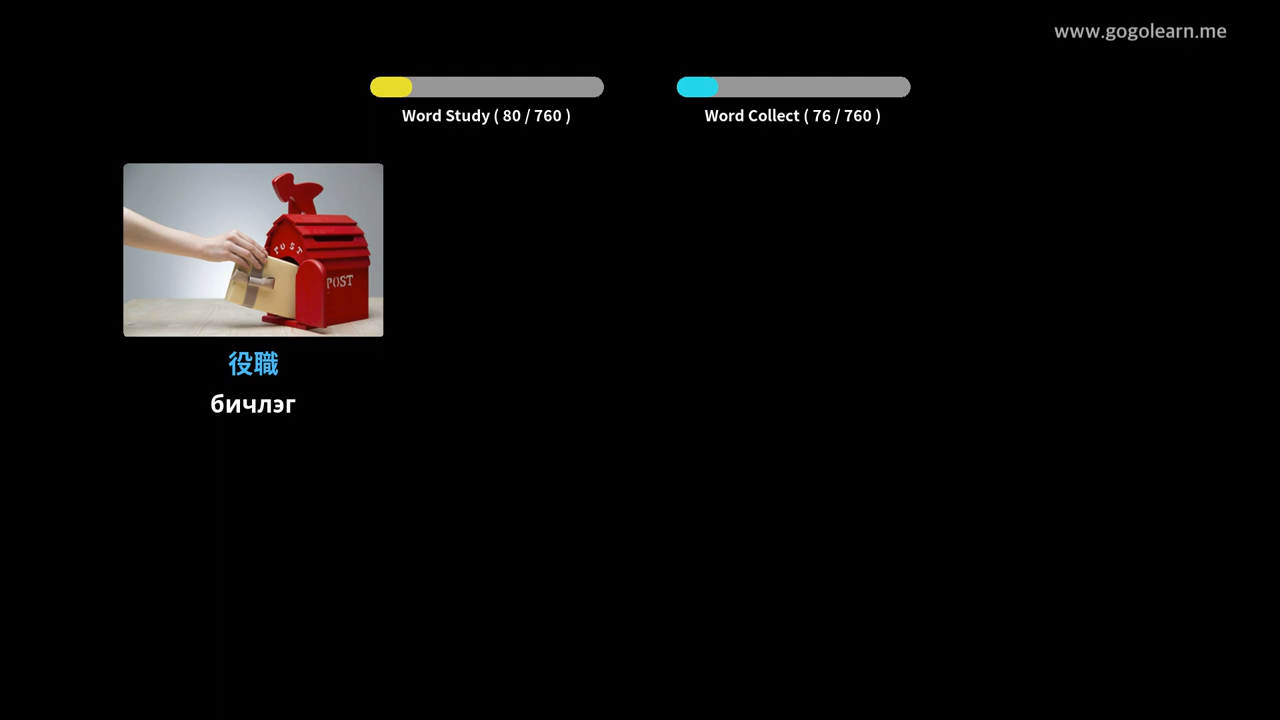 www.gogolearn.me
Word Study ( 80 / 760 )
Word Collect ( 76 / 760 )
POST
POST
役職
бичлэг